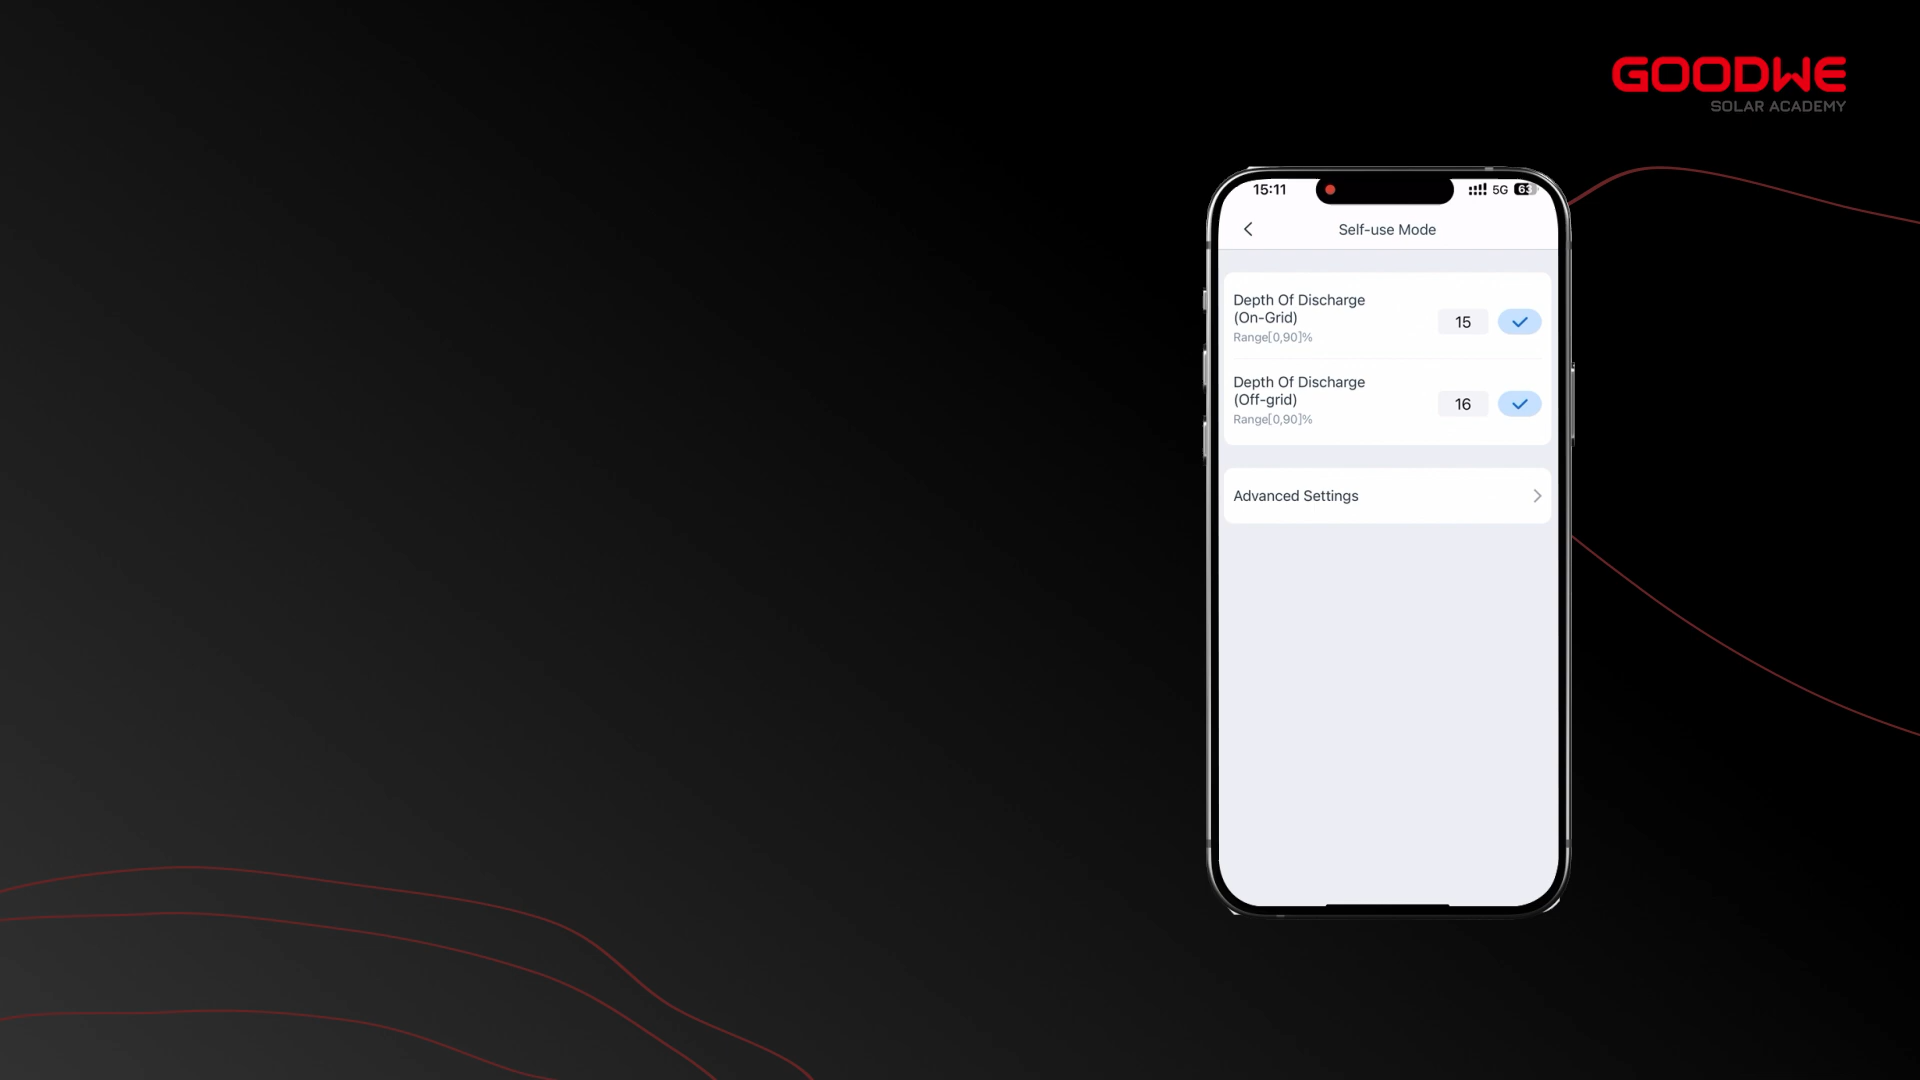 GOODWE
SOLAR ACADEMY
15:11
5G 63
Self-use Mode
Depth Of Discharge
(On-Grid)
Range[0,90]%
15
Depth Of Discharge
(Off-grid)
Range[0,90]%
16
Advanced Settings